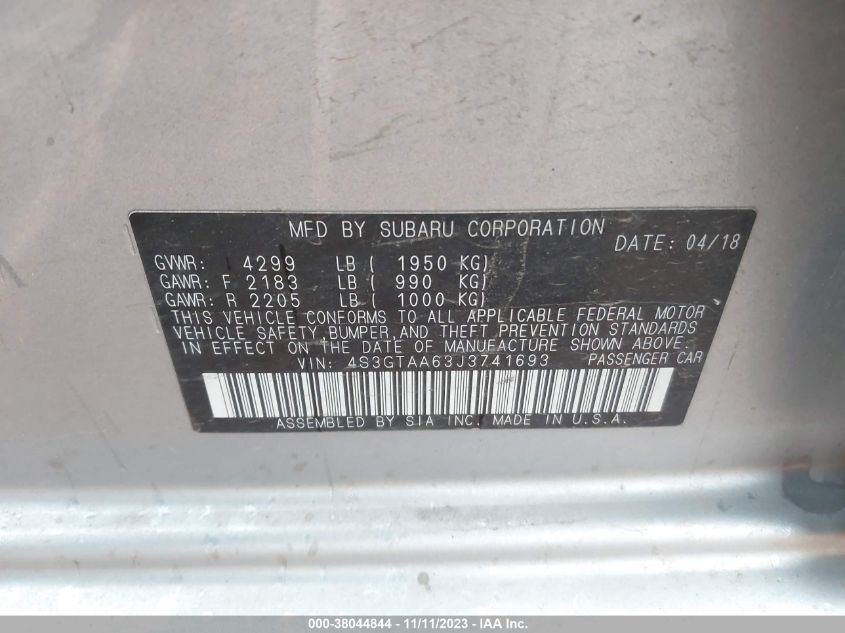 MFD BY SUBARU CORPORATION
DATE: 04/18
GVWR: 4299 LB ( 1950 KG)
GAWR: F 2183 LB ( 990 KG)
GAWR: R 2205 LB ( 1000 KG)
THIS VEHICLE CONFORMS TO ALL APPLICABLE FEDERAL MOTOR
VEHICLE SAFETY, BUMPER, AND THEFT PREVENTION STANDARDS
IN EFFECT ON THE DATE OF MANUFACTURE SHOWN ABOVE.
VIN: 4S3GTAA63J3741693 PASSENGER CAR
ASSEMBLED BY SIA INC. MADE IN U.S.A.
000-38044844 - 11/11/2023 - IAA Inc.